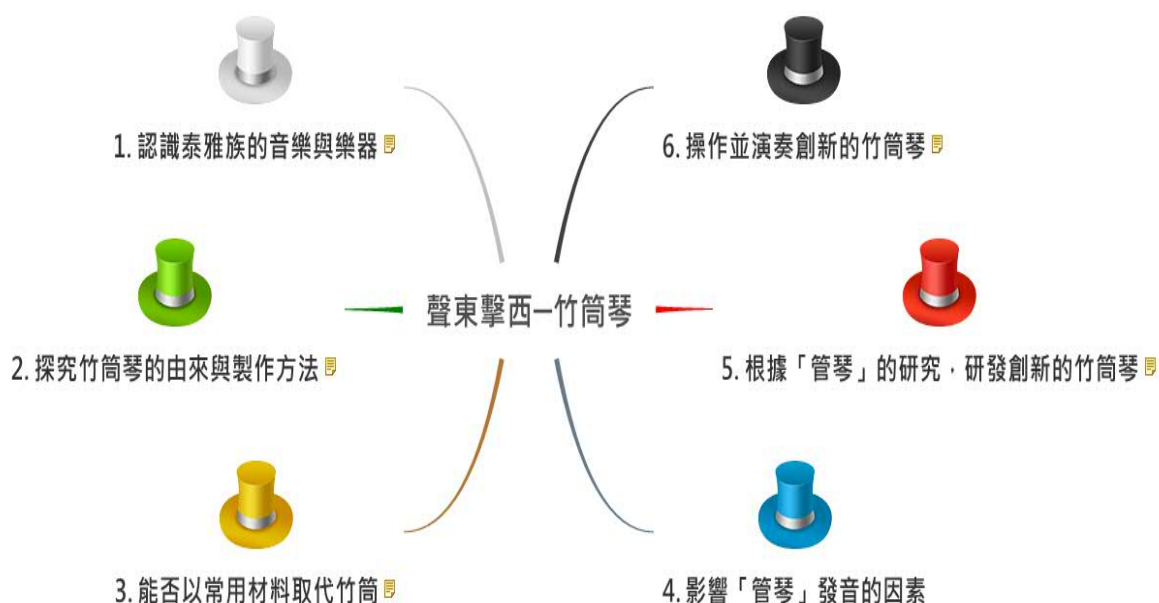 1. 認識泰雅族的音樂與樂器
2. 探究竹筒琴的由來與製作方法
3. 能否以常用材料取代竹筒
聲東擊西—竹筒琴
6. 操作並演奏創新的竹筒琴
5. 根據「管琴」的研究，研發創新的竹筒琴
4. 影響「管琴」發音的因素